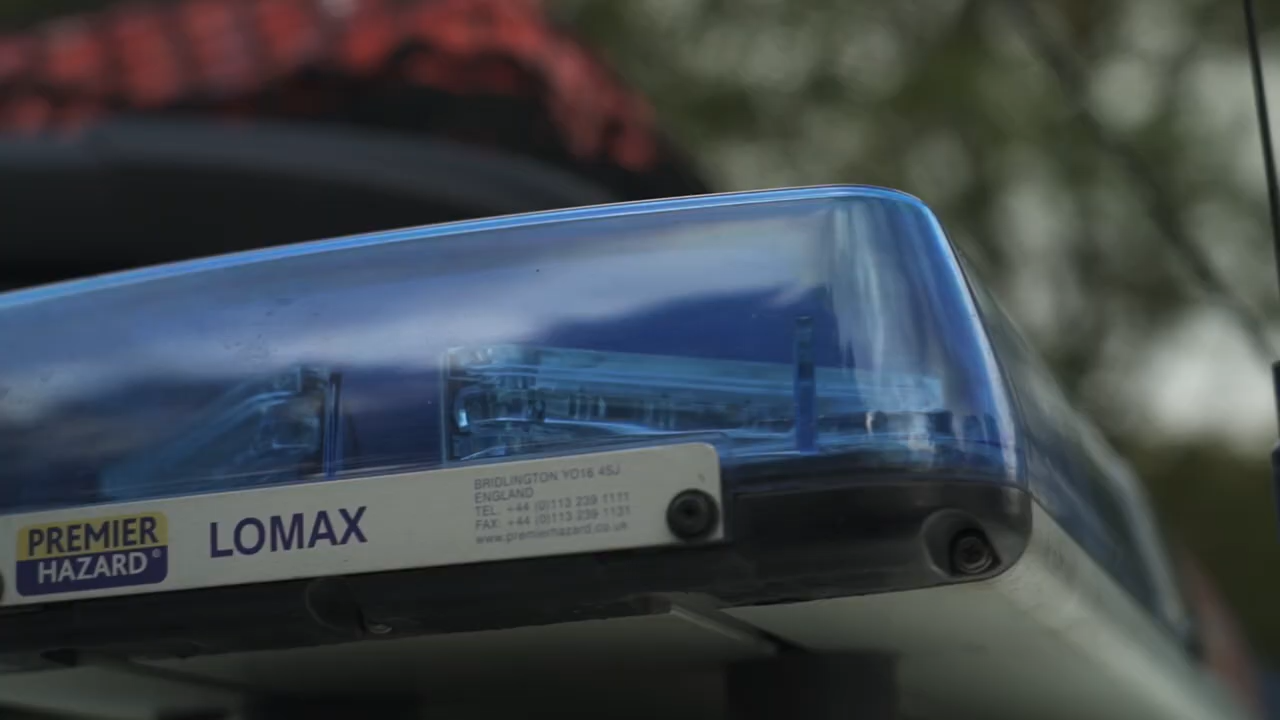 PREMIER
HAZARD®
LOMAX
BRIDLINGTON YO16 4SJ
ENGLAND
TEL: +44 (0)113 239 1111
FAX: +44 (0)113 239 1131
www.premierhazard.co.uk